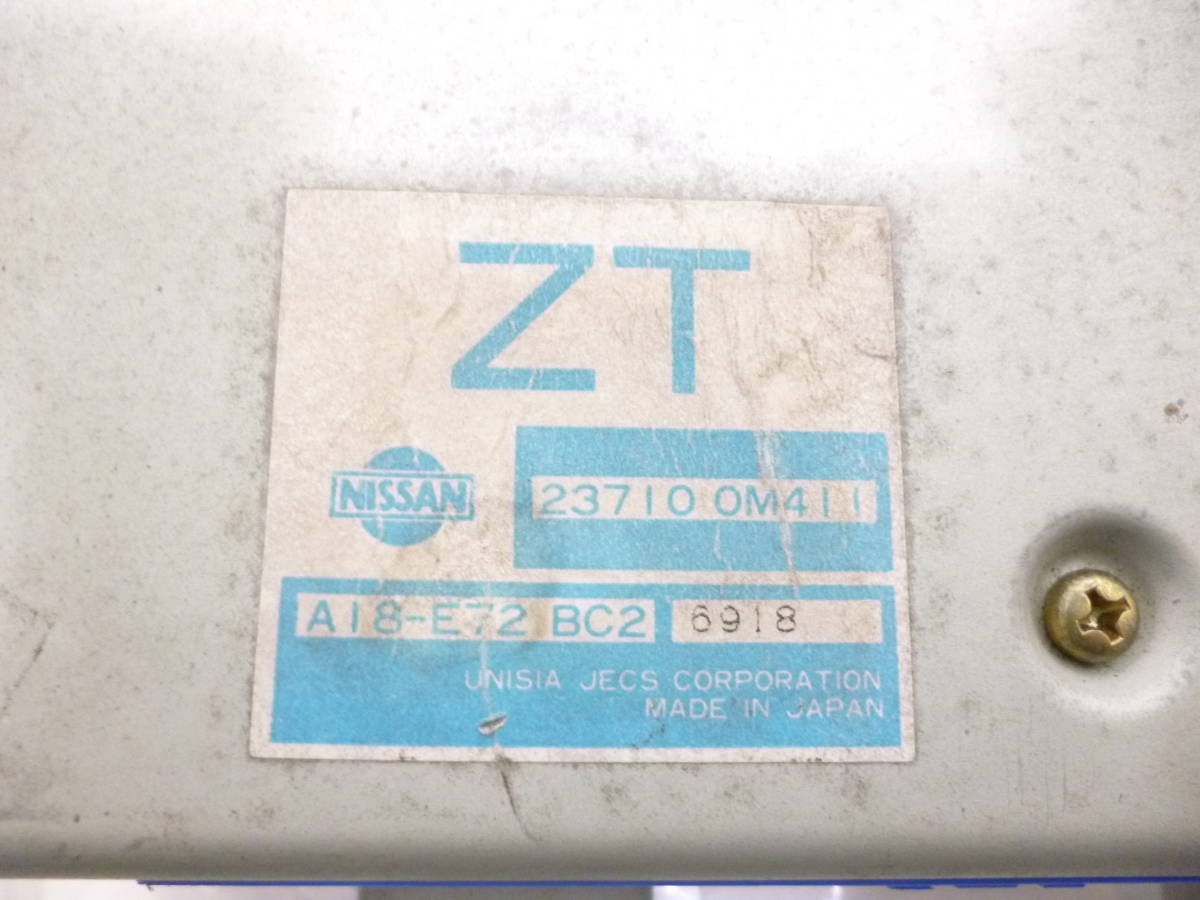 ZT
NISSAN
23710 0M411
A18-E72 BC2 6918
UNISIA JECS CORPORATION
MADE IN JAPAN